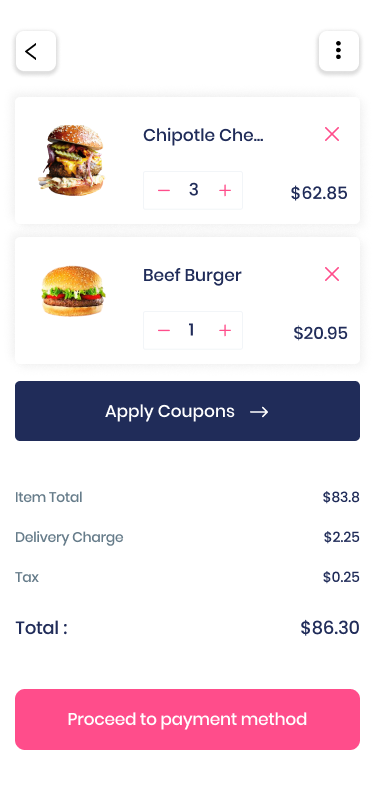 Chipotle Che...
3
$62.85
Beef Burger
1
$20.95
Apply Coupons
Item Total $83.8
Delivery Charge $2.25
Tax $0.25
Total : $86.30
Proceed to payment method